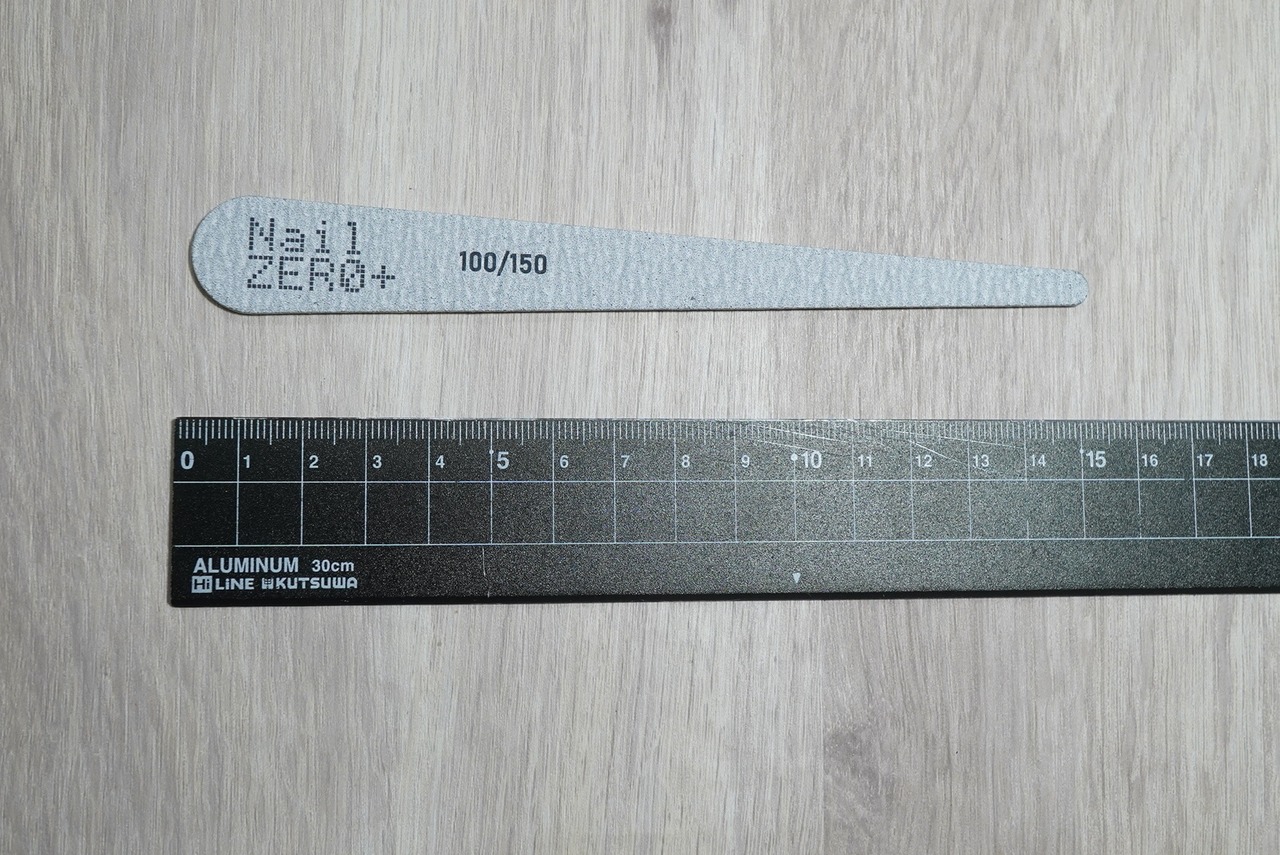 Nail
ZERO+
100/150
0 1 2 3 4 5 6 7 8 9 10 11 12 13 14 15 16 17 18
ALUMINUM 30cm
Hi LiNE KUTSUWA